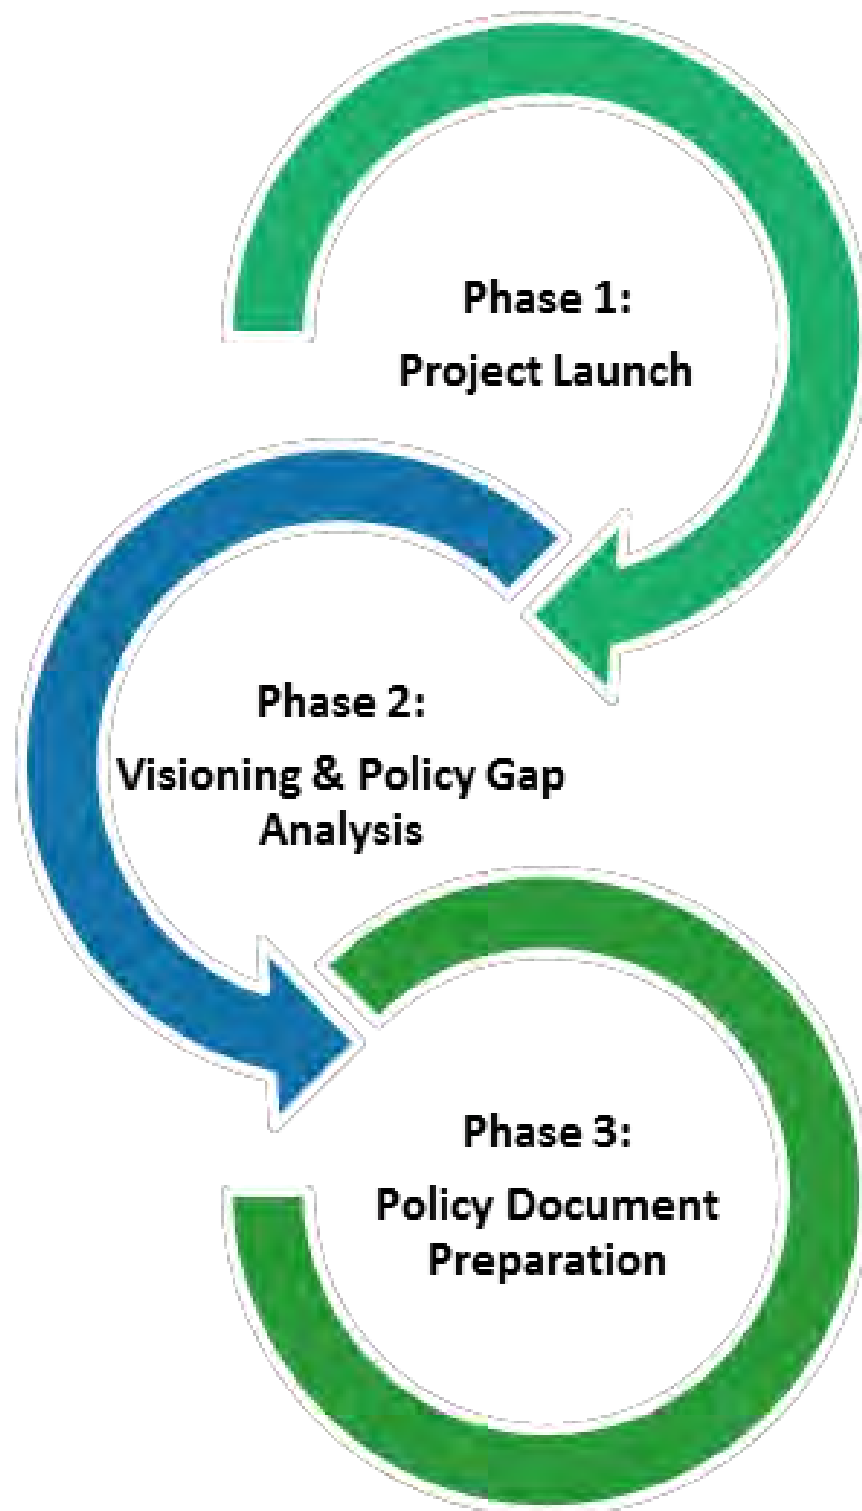 Phase 1:
Project Launch
Phase 2:
Visioning & Policy Gap
Analysis
Phase 3:
Policy Document
Preparation